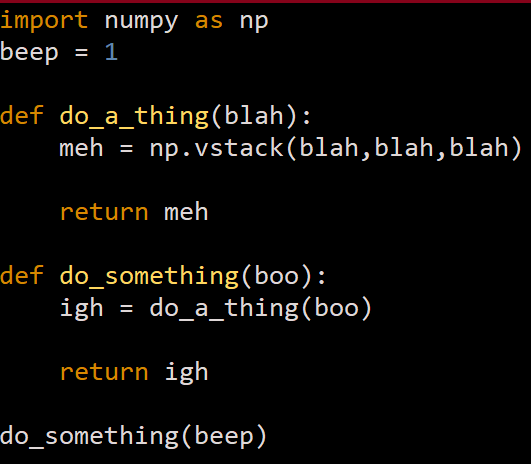 import numpy as np
beep = 1
def do_a_thing(blah):
    meh = np.vstack(blah,blah,blah)
    return meh
def do_something(boo):
    igh = do_a_thing(boo)
    return igh
do_something(beep)